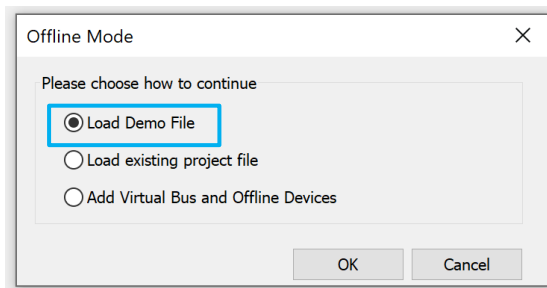 Offline Mode
Please choose how to continue
Load Demo File
Load existing project file
Add Virtual Bus and Offline Devices
OK Cancel